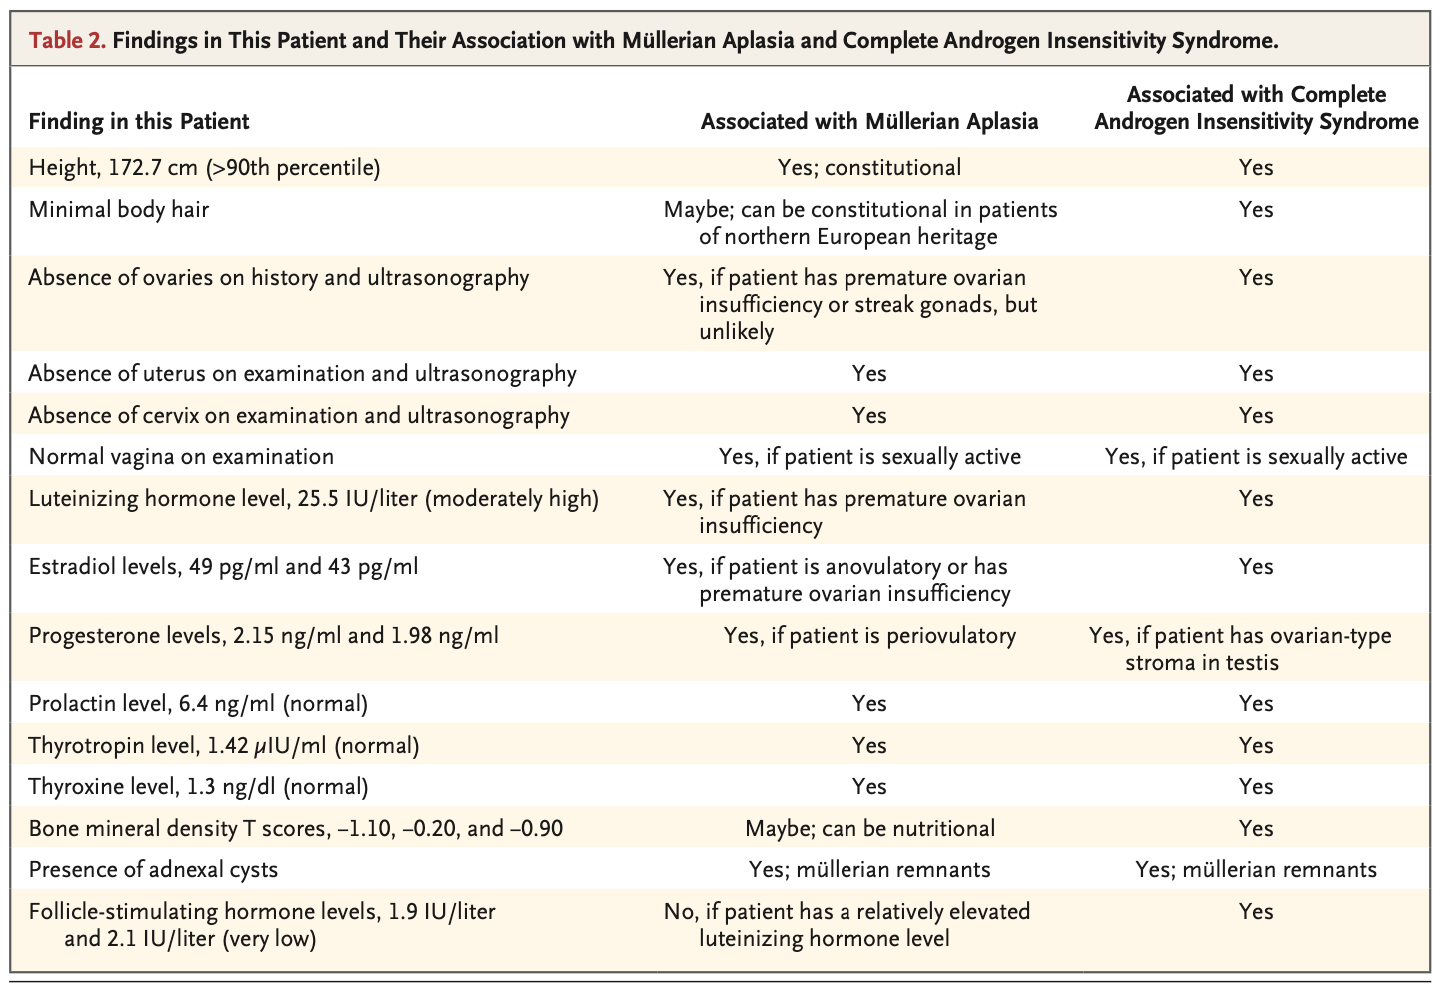 Table 2. Findings in This Patient and Their Association with Müllerian Aplasia and Complete Androgen Insensitivity Syndrome.
Finding in this Patient
Associated with Müllerian Aplasia
Associated with Complete
Androgen Insensitivity Syndrome
Height, 172.7 cm (>90th percentile)
Yes; constitutional
Yes
Minimal body hair
Maybe; can be constitutional in patients
of northern European heritage
Yes
Absence of ovaries on history and ultrasonography
Yes, if patient has premature ovarian
insufficiency or streak gonads, but
unlikely
Yes
Absence of uterus on examination and ultrasonography
Yes
Yes
Absence of cervix on examination and ultrasonography
Yes
Yes
Normal vagina on examination
Yes, if patient is sexually active
Yes, if patient is sexually active
Luteinizing hormone level, 25.5 IU/liter (moderately high)
Yes, if patient has premature ovarian
insufficiency
Yes
Estradiol levels, 49 pg/ml and 43 pg/ml
Yes, if patient is anovulatory or has
premature ovarian insufficiency
Yes
Progesterone levels, 2.15 ng/ml and 1.98 ng/ml
Yes, if patient is periovulatory
Yes, if patient has ovarian-type
stroma in testis
Prolactin level, 6.4 ng/ml (normal)
Yes
Yes
Thyrotropin level, 1.42 μIU/ml (normal)
Yes
Yes
Thyroxine level, 1.3 ng/dl (normal)
Yes
Yes
Bone mineral density T scores, –1.10, –0.20, and –0.90
Maybe; can be nutritional
Yes
Presence of adnexal cysts
Yes; müllerian remnants
Yes; müllerian remnants
Follicle-stimulating hormone levels, 1.9 IU/liter
and 2.1 IU/liter (very low)
No, if patient has a relatively elevated
luteinizing hormone level
Yes